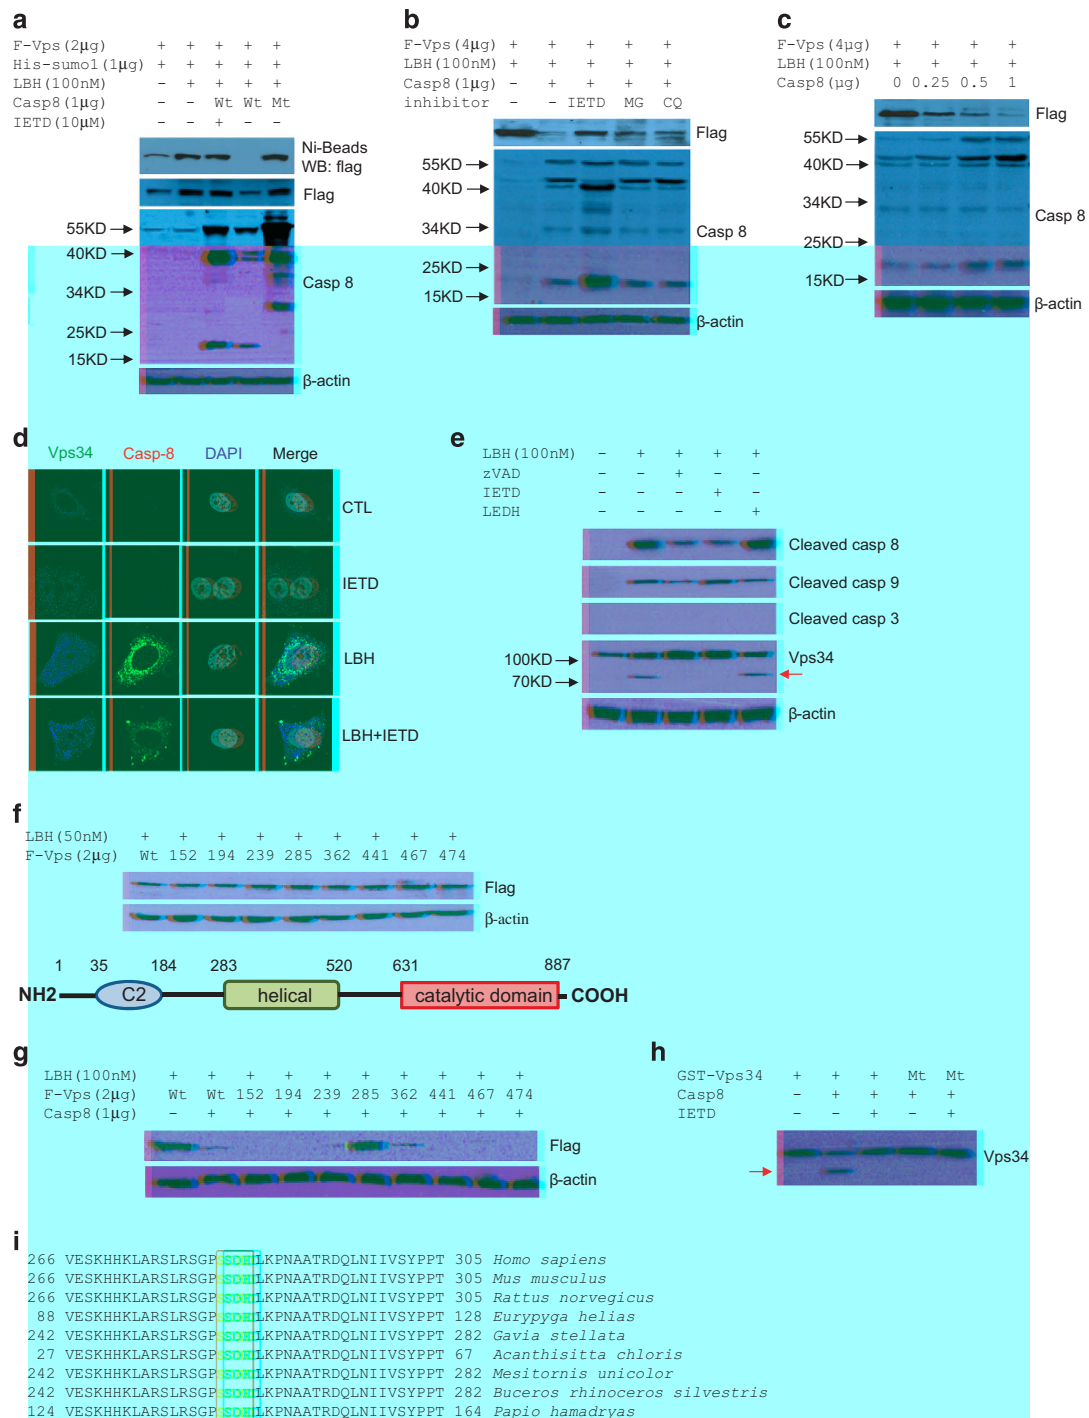 a
F-Vps(2µg) + + + + +
His-sumo1(1µg) + + + + +
LBH(100nM) – + + + +
Casp8(1µg) – – Wt Wt Mt
IETD(10µM) – – + – –
Ni-Beads
WB: flag
Flag
55KD
40KD
34KD
25KD
15KD
Casp 8
β-actin
b
F-Vps(4µg) + + + + +
LBH(100nM) + + + + +
Casp8(1µg) – + + + +
inhibitor – – IETD MG CQ
Flag
55KD
40KD
34KD
25KD
15KD
Casp 8
β-actin
c
F-Vps(4µg) + + + +
LBH(100nM) + + + +
Casp8(µg) 0 0.25 0.5 1
Flag
55KD
40KD
34KD
25KD
15KD
Casp 8
β-actin
d
Vps34 Casp-8 DAPI Merge
CTL
IETD
LBH
LBH+IETD
e
LBH(100nM) – + + + +
zVAD – – + – –
IETD – – – + –
LEDH – – – – +
Cleaved casp 8
Cleaved casp 9
Cleaved casp 3
100KD
70KD
Vps34
β-actin
f
LBH(50nM) + + + + + + + + +
F-Vps(2µg) Wt 152 194 239 285 362 441 467 474
Flag
β-actin
1 35 184 283 520 631 887
NH2 C2 helical catalytic domain COOH
g
LBH(100nM) + + + + + + + + + +
F-Vps(2µg) Wt Wt 152 194 239 285 362 441 467 474
Casp8(1µg) – + + + + + + + + +
Flag
β-actin
h
GST-Vps34 + + + Mt Mt
Casp8 – + + + +
IETD – – + – +
Vps34
i
266 VESKHHKLARSLRSGPSSDHDLKPNAATRDQLNIIVSYPPT 305 Homo sapiens
266 VESKHHKLARSLRSGPSSDHDLKPNAATRDQLNIIVSYPPT 305 Mus musculus
266 VESKHHKLARSLRSGPSSDHDLKPNAATRDQLNIIVSYPPT 305 Rattus norvegicus
88 VESKHHKLARSLRSGPSSDHDLKPNAATRDQLNIIVSYPPT 128 Eurypyga helias
242 VESKHHKLARSLRSGPSSDHDLKPNAATRDQLNIIVSYPPT 282 Gavia stellata
27 VESKHHKLARSLRSGPSSDHDLKPNAATRDQLNIIVSYPPT 67 Acanthisitta chloris
242 VESKHHKLARSLRSGPSSDHDLKPNAATRDQLNIIVSYPPT 282 Mesitornis unicolor
242 VESKHHKLARSLRSGPSSDHDLKPNAATRDQLNIIVSYPPT 282 Buceros rhinoceros silvestris
124 VESKHHKLARSLRSGPSSDHDLKPNAATRDQLNIIVSYPPT 164 Papio hamadryas